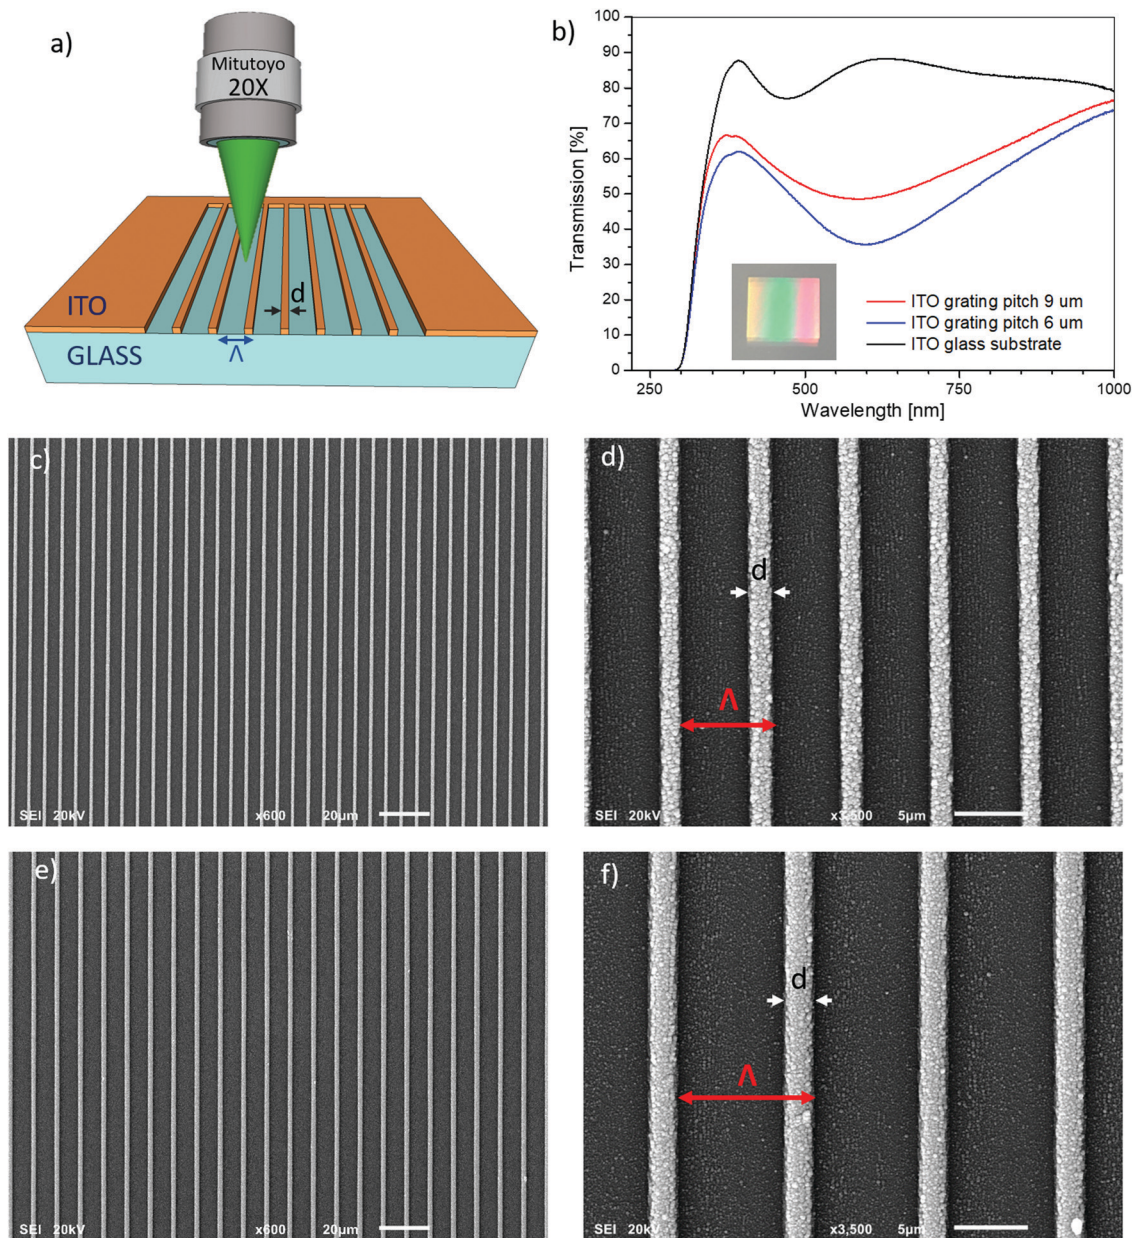 a)
Mitutoyo
20X
ITO
GLASS
d
Λ
b)
Transmission [%]
100
90
80
70
60
50
40
30
20
10
0
250
500
750
1000
Wavelength [nm]
ITO grating pitch 9 um
ITO grating pitch 6 um
ITO glass substrate
c)
SEI 20kV x600 20μm
d)
d
Λ
SEI 20kV x3,500 5μm
e)
SEI 20kV x600 20μm
f)
d
Λ
SEI 20kV x3,500 5μm